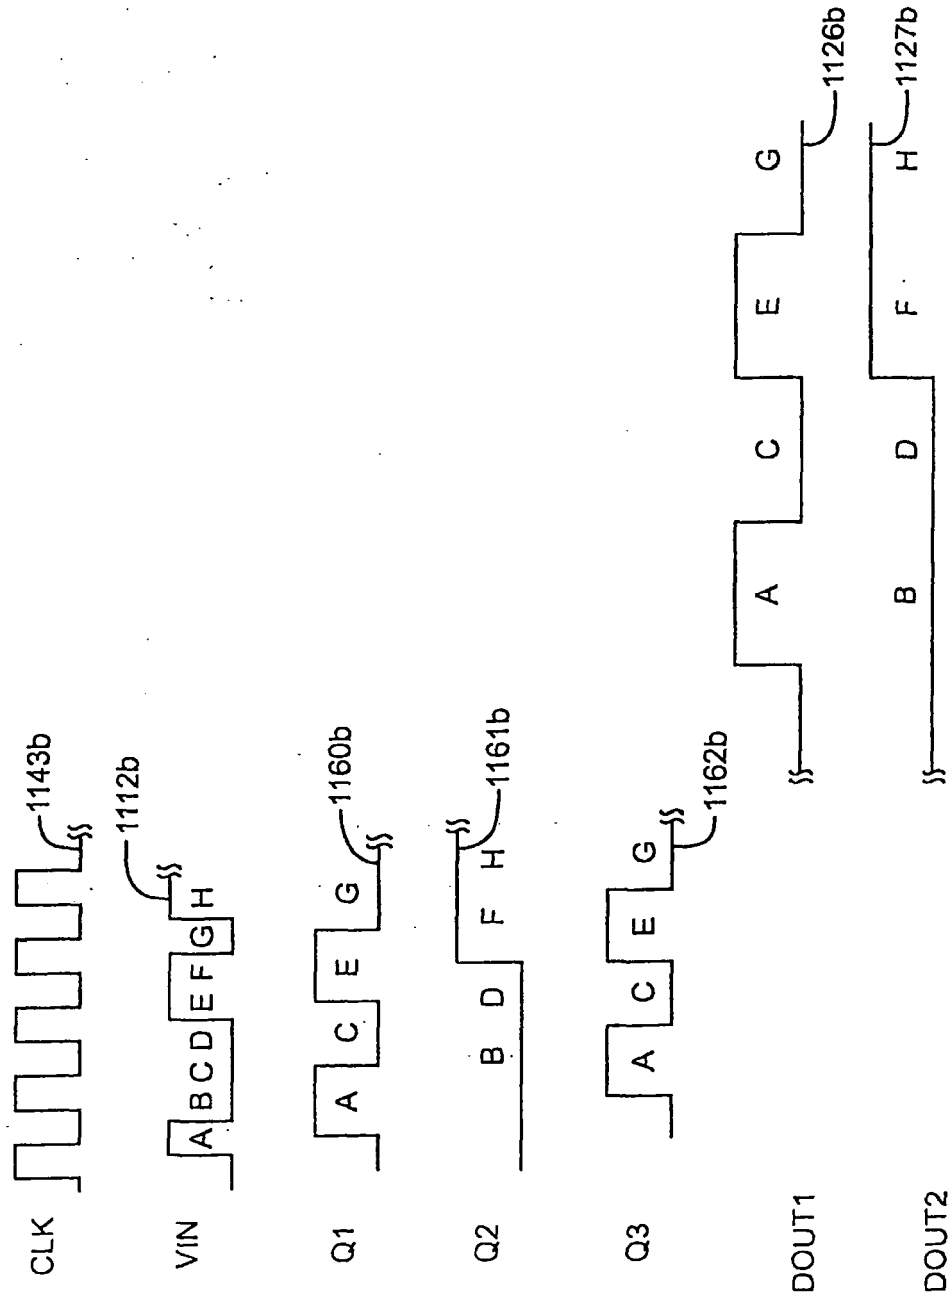 CLK
1143b
VIN
A B C D E F G H
1112b
Q1
A C E G
1160b
Q2
B D F H
1161b
Q3
A C E G
1162b
DOUT1
A C E G
1126b
DOUT2
B D F H
1127b